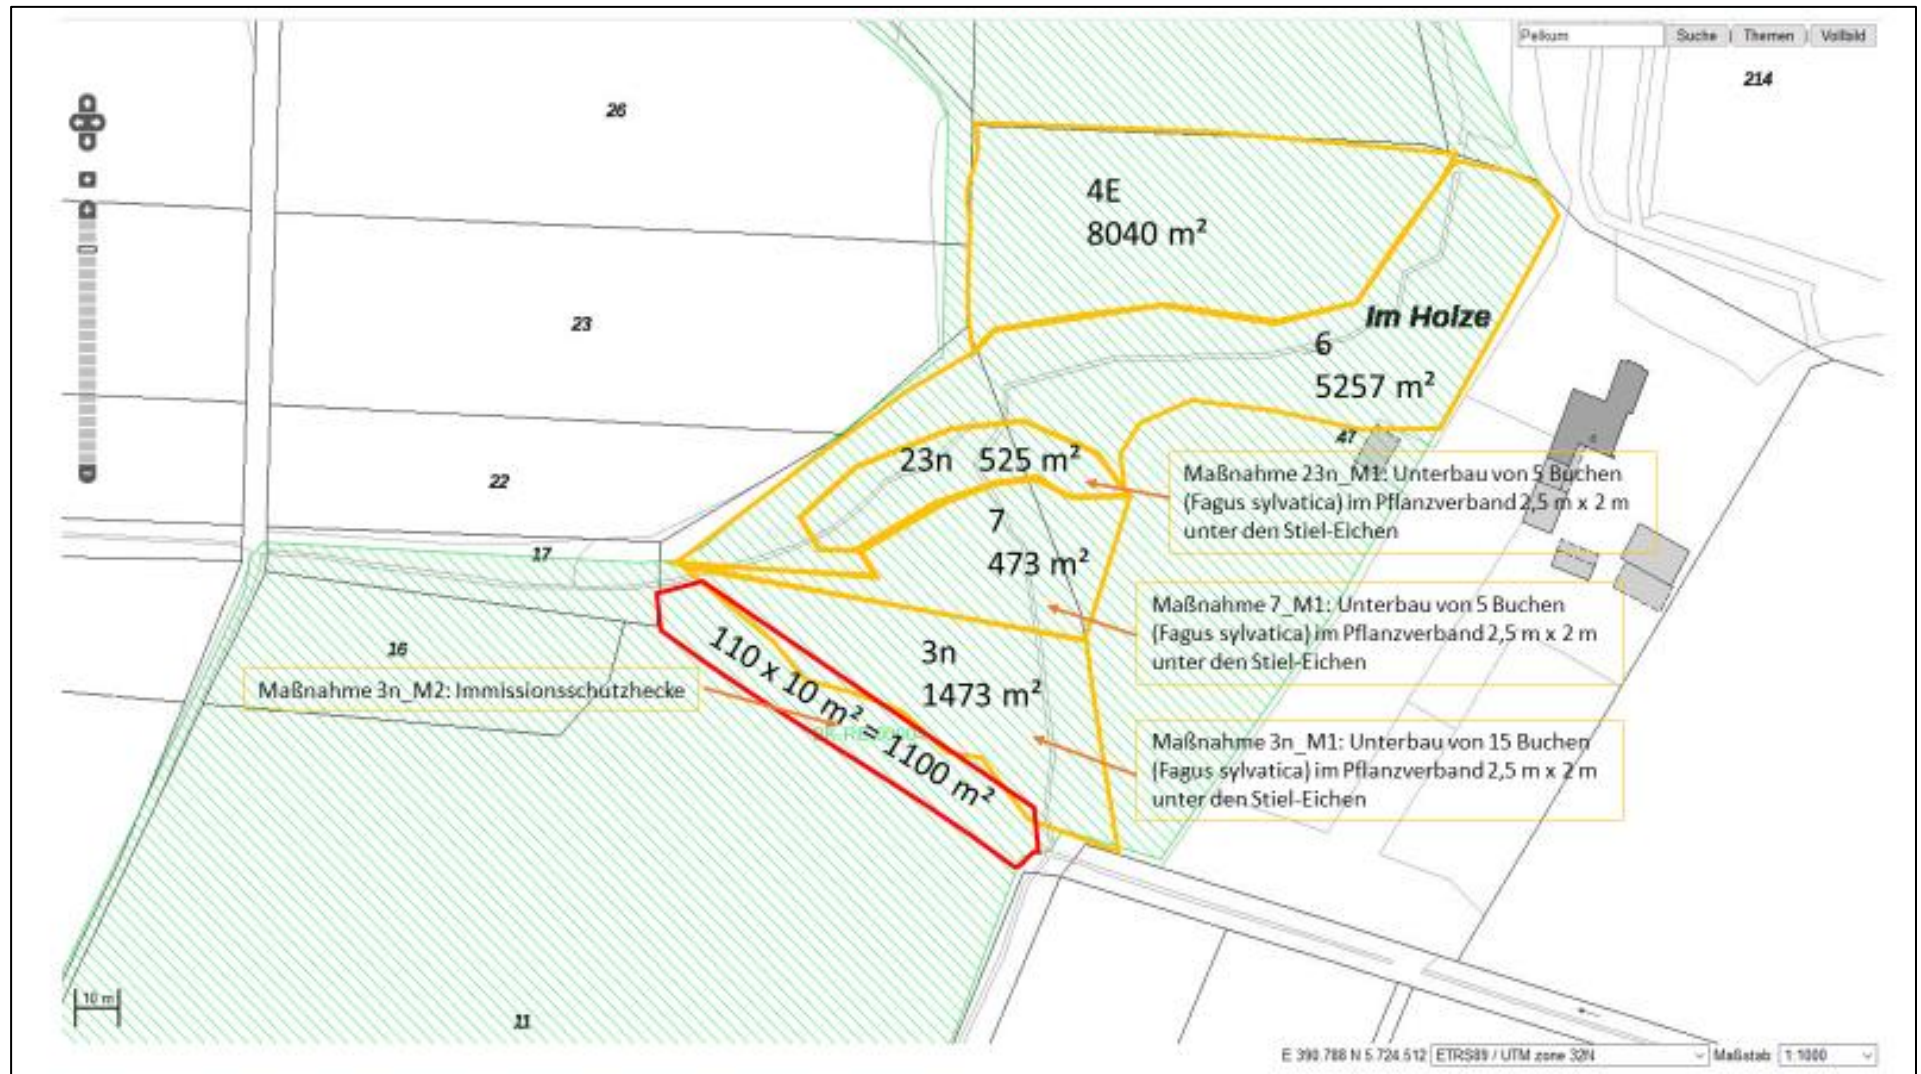 Pelkum
Suche | Themen | Vollbild
214
26
4E
8040 m²
23
Im Holze
6
5257 m²
47
22
23n 525 m²
Maßnahme 23n_M1: Unterbau von 5 Buchen
(Fagus sylvatica) im Pflanzverband 2,5 m x 2 m
unter den Stiel-Eichen
7
473 m²
17
Maßnahme 7_M1: Unterbau von 5 Buchen
(Fagus sylvatica) im Pflanzverband 2,5 m x 2 m
unter den Stiel-Eichen
16
3n
1473 m²
Maßnahme 3n_M2: Immissionsschutzhecke
110 x 10 m² = 1100 m²
Maßnahme 3n_M1: Unterbau von 15 Buchen
(Fagus sylvatica) im Pflanzverband 2,5 m x 2 m
unter den Stiel-Eichen
10 m
11
E 390.788 N 5.724.512 ETRS89 / UTM zone 32N Maßstab: 1:1000